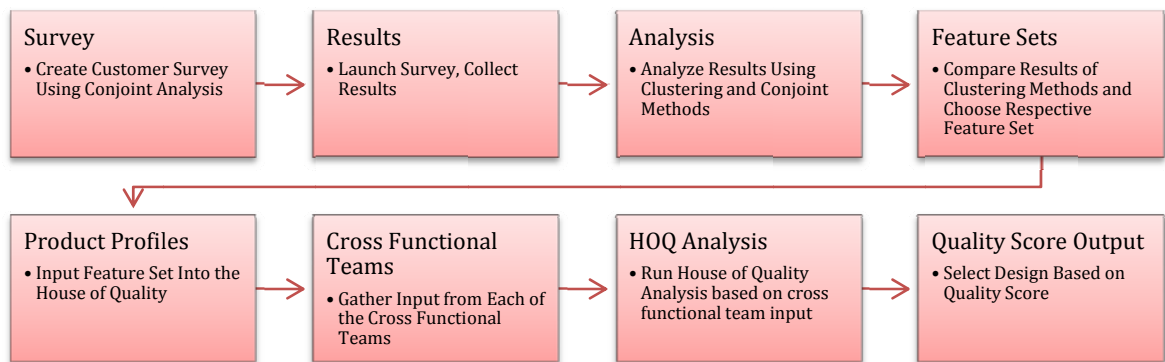 Survey
• Create Customer Survey
Using Conjoint Analysis
Results
• Launch Survey, Collect
Results
Analysis
• Analyze Results Using
Clustering and Conjoint
Methods
Feature Sets
• Compare Results of
Clustering Methods and
Choose Respective
Feature Set
Product Profiles
• Input Feature Set Into the
House of Quality
Cross Functional
Teams
• Gather Input from Each of
the Cross Functional
Teams
HOQ Analysis
• Run House of Quality
Analysis based on cross
functional team input
Quality Score Output
• Select Design Based on
Quality Score